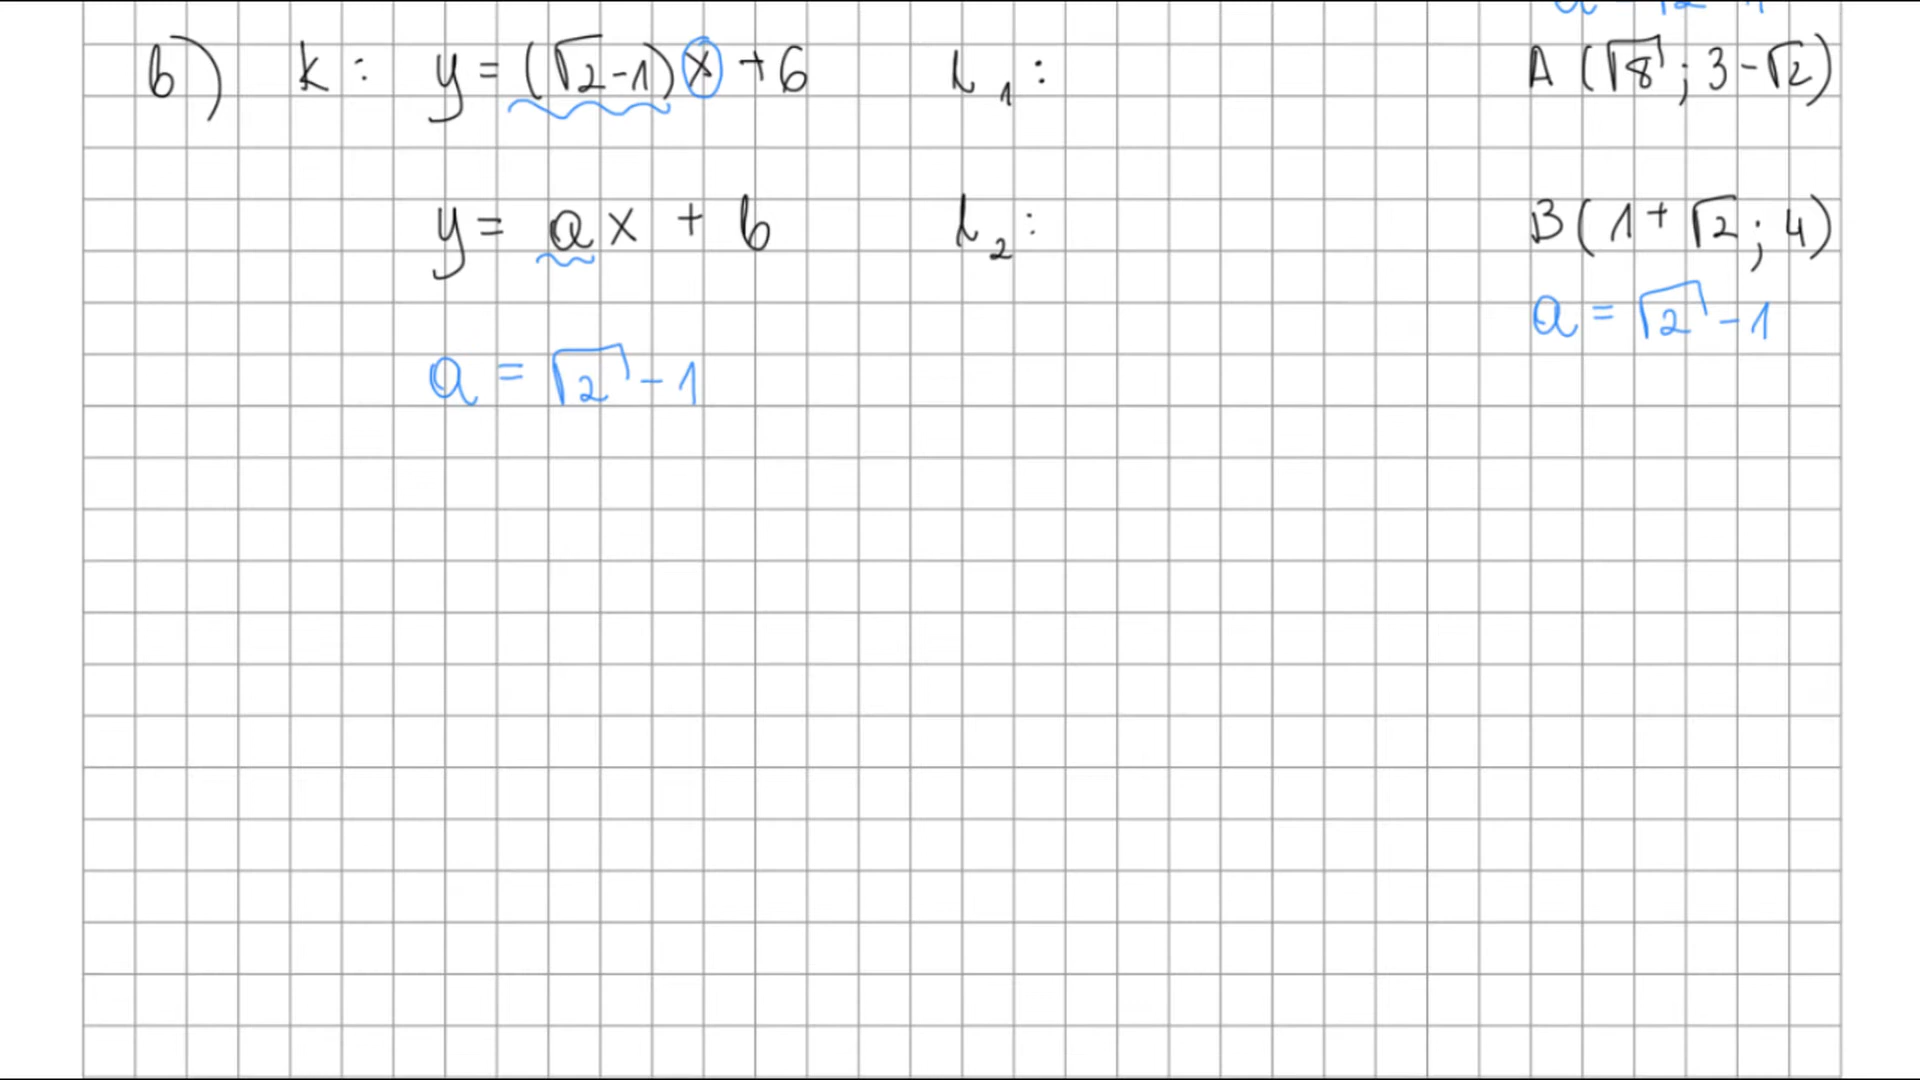 b) k: y = (√2-1)x + 6 l₁: A (√8; 3-√2)
y = ax + b l₂: B (1+√2; 4)
a = √2 - 1
a = √2 - 1